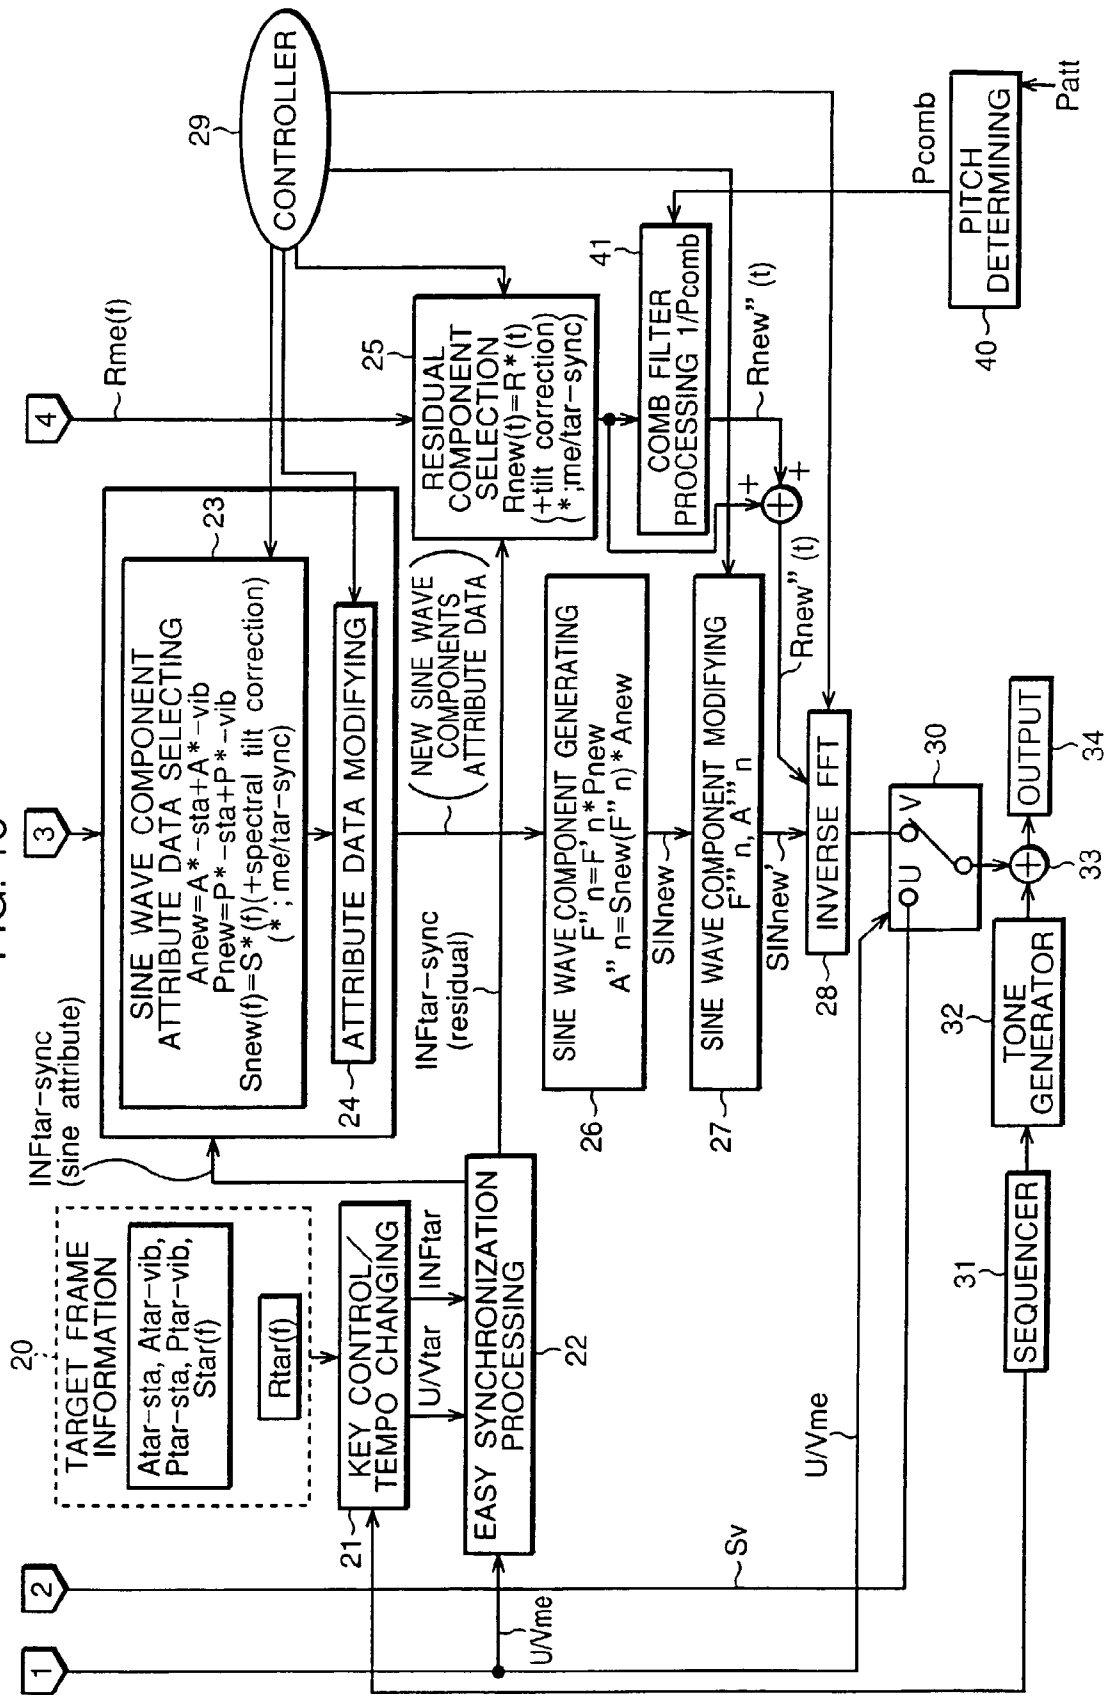 1
2
3
4
U/Vme
Sv
U/Vme
20
TARGET FRAME
INFORMATION
Atar-sta, Atar-vib,
Ptar-sta, Ptar-vib,
Star(f)
Rtar(f)
21
KEY CONTROL/
TEMPO CHANGING
U/Vtar
INFtar
EASY SYNCHRONIZATION
PROCESSING
22
INFtar-sync
(sine attribute)
INFtar-sync
(residual)
23
SINE WAVE COMPONENT
ATTRIBUTE DATA SELECTING
Anew=A*-sta+A*-vib
Pnew=P*-sta+P*-vib
Snew(f)=S*(f)(+spectral tilt correction)
(*;me/tar-sync)
24
ATTRIBUTE DATA MODIFYING
(NEW SINE WAVE
COMPONENTS
ATTRIBUTE DATA)
Rme(f)
25
RESIDUAL
COMPONENT
SELECTION
Rnew(t)=R*(t)
(+tilt correction)
(*;me/tar-sync)
29
CONTROLLER
41
COMB FILTER
PROCESSING 1/Pcomb
Pcomb
PITCH
DETERMINING
40
Patt
Rnew" (t)
+
+
+
Rnew" (t)
26
SINE WAVE COMPONENT GENERATING
F" n=F' n*Pnew
A" n=Snew(F" n)*Anew
SINnew
27
SINE WAVE COMPONENT MODIFYING
F"' n, A"' n
SINnew'
28
INVERSE FFT
U
V
30
31
SEQUENCER
32
TONE
GENERATOR
+
33
OUTPUT
34